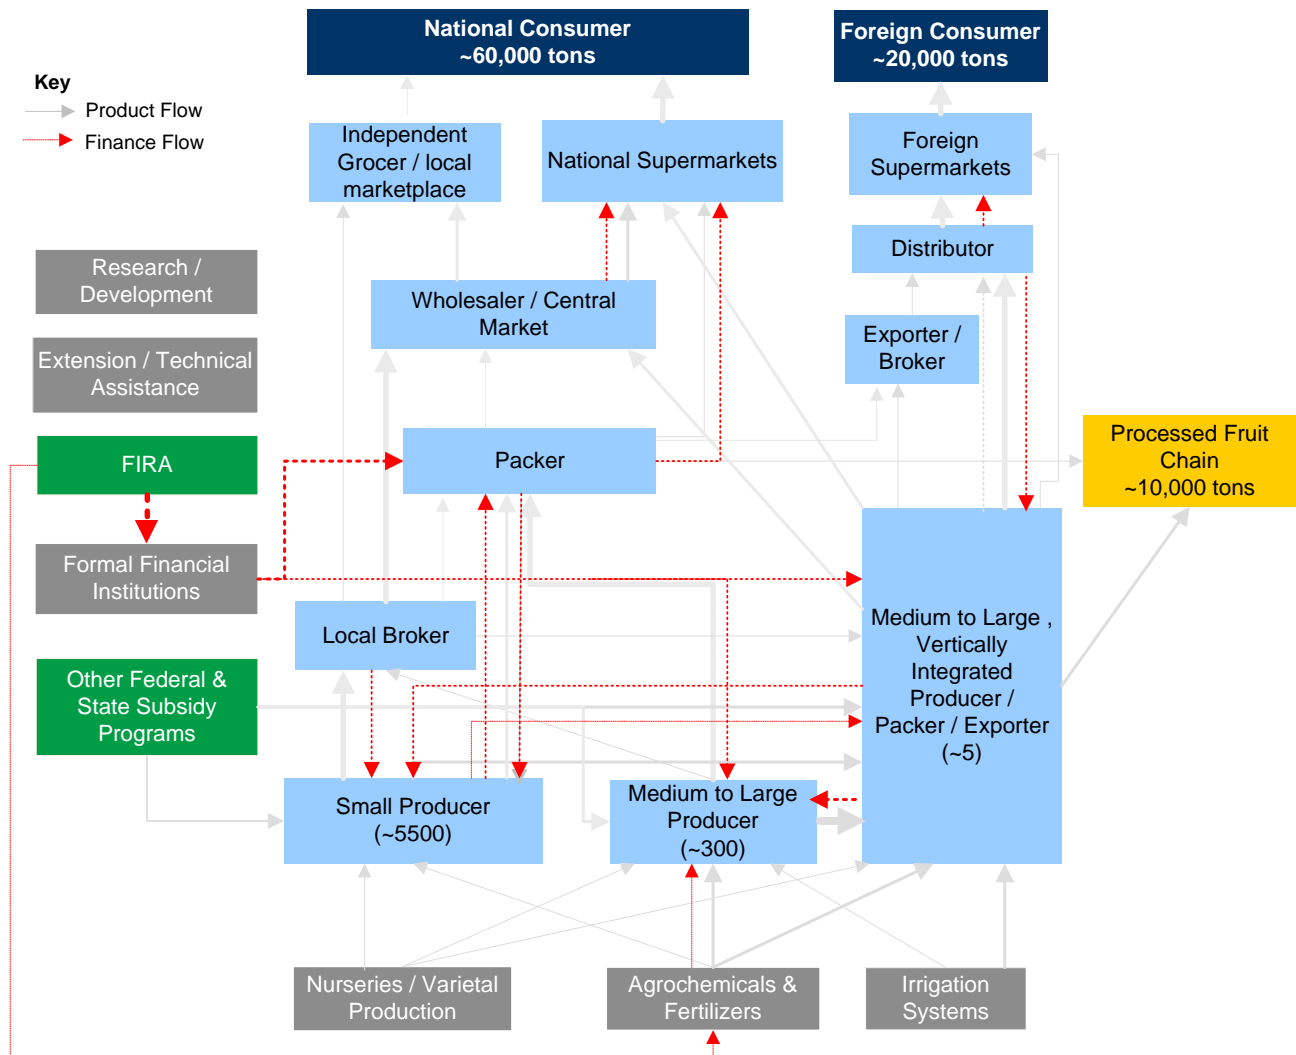 National Consumer
~60,000 tons
Foreign Consumer
~20,000 tons
Key
Product Flow
Finance Flow
Independent
Grocer / local
marketplace
National Supermarkets
Foreign
Supermarkets
Research /
Development
Distributor
Wholesaler / Central
Market
Exporter /
Broker
Extension / Technical
Assistance
FIRA
Packer
Processed Fruit
Chain
~10,000 tons
Formal Financial
Institutions
Local Broker
Medium to Large ,
Vertically
Integrated
Producer /
Packer / Exporter
(~5)
Other Federal &
State Subsidy
Programs
Small Producer
(~5500)
Medium to Large
Producer
(~300)
Nurseries / Varietal
Production
Agrochemicals &
Fertilizers
Irrigation
Systems